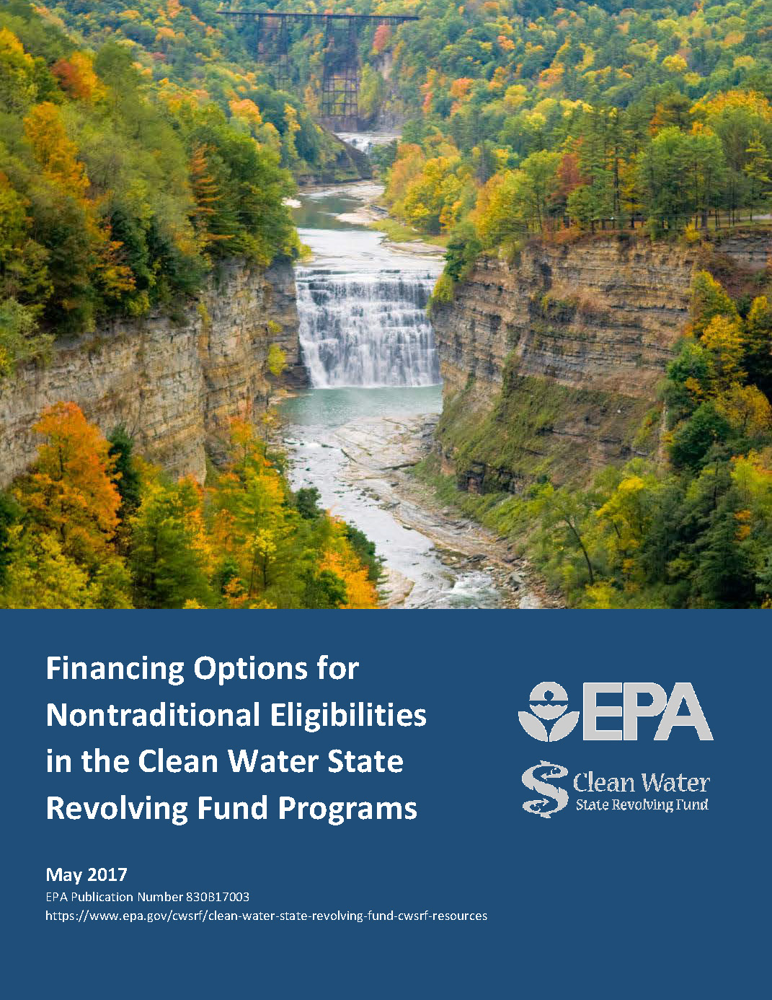 Financing Options for
Nontraditional Eligibilities
in the Clean Water State
Revolving Fund Programs
EPA
Clean Water
State Revolving Fund
May 2017
EPA Publication Number 830B17003
https://www.epa.gov/cwsrf/clean-water-state-revolving-fund-cwsrf-resources